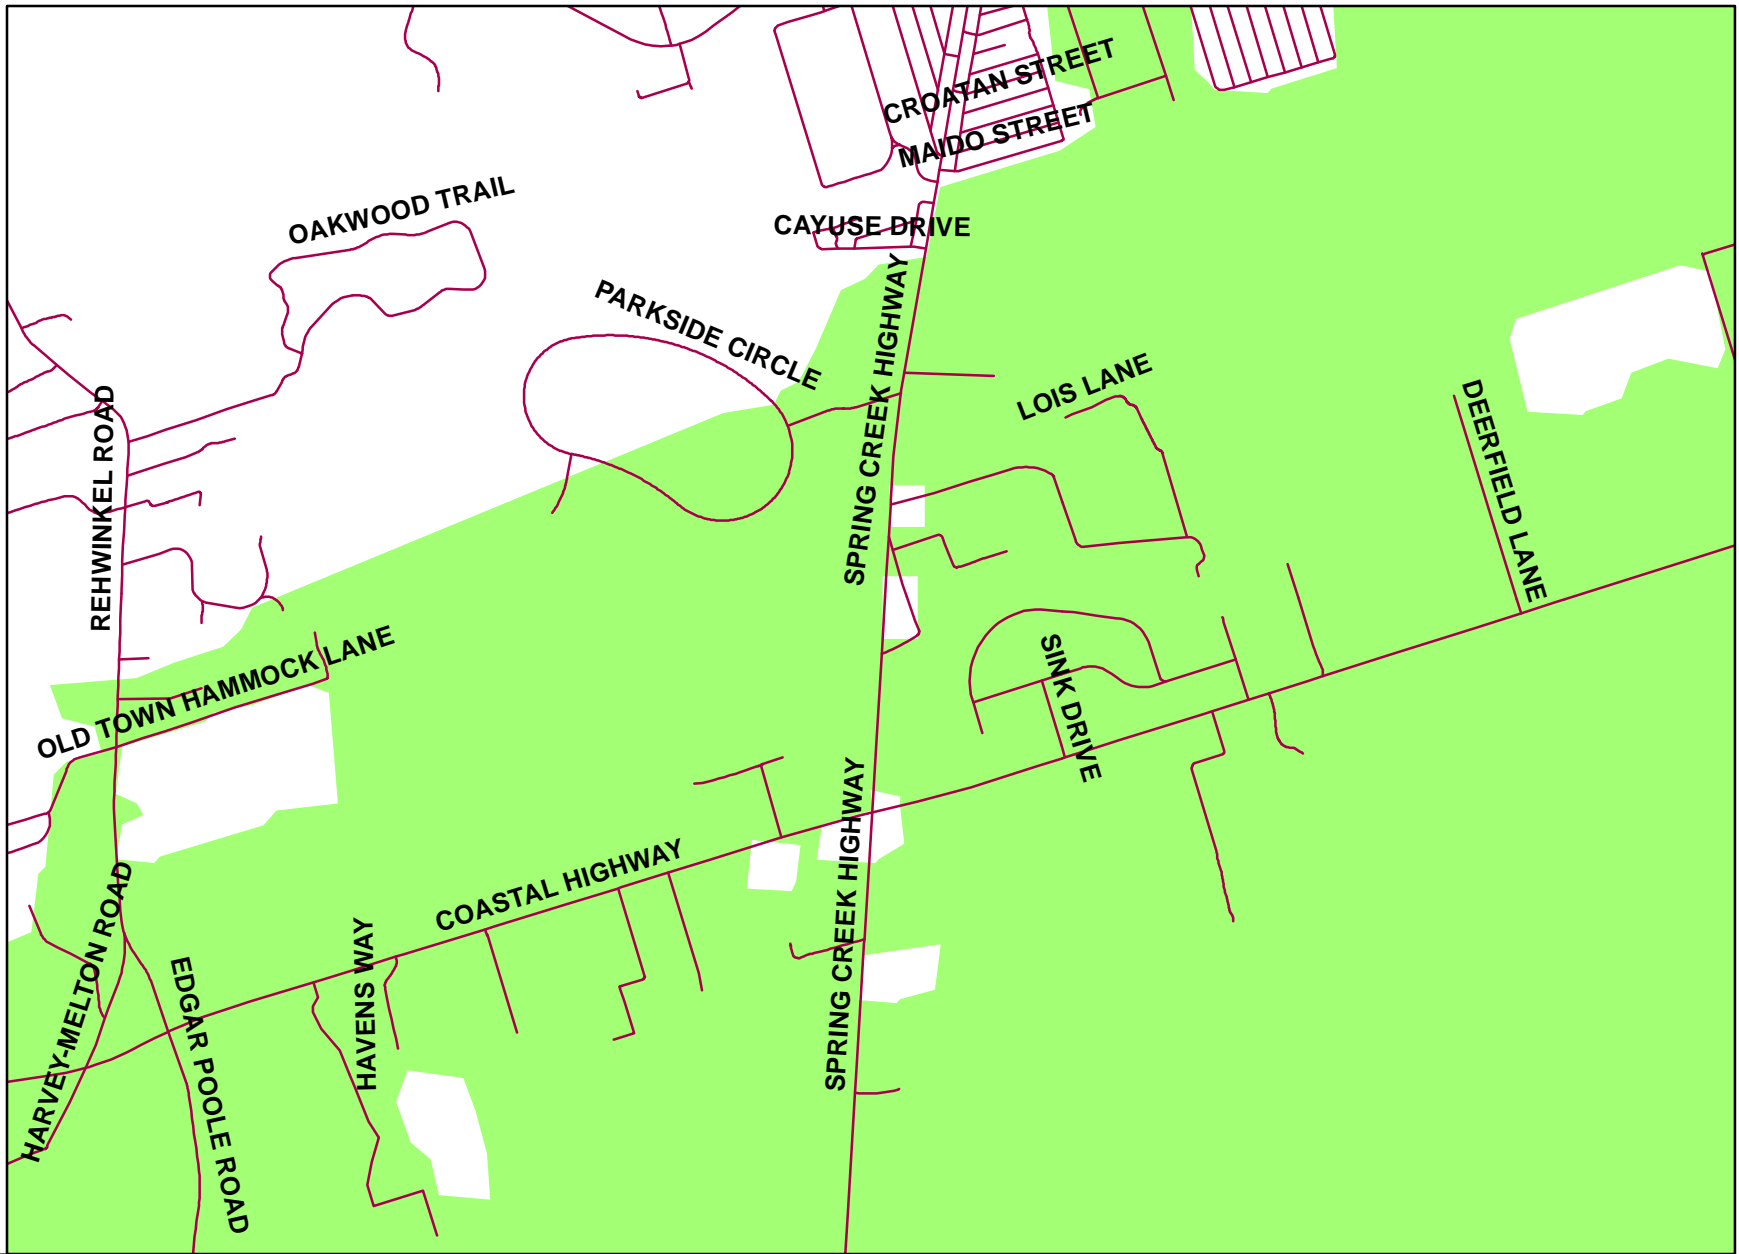 CROATAN STREET
MAIDO STREET
OAKWOOD TRAIL
CAYUSE DRIVE
PARKSIDE CIRCLE
SPRING CREEK HIGHWAY
LOIS LANE
DEERFIELD LANE
REHWINKEL ROAD
OLD TOWN HAMMOCK LANE
SINK DRIVE
SPRING CREEK HIGHWAY
COASTAL HIGHWAY
HARVEY-MELTON ROAD
HAVENS WAY
EDGAR POOLE ROAD